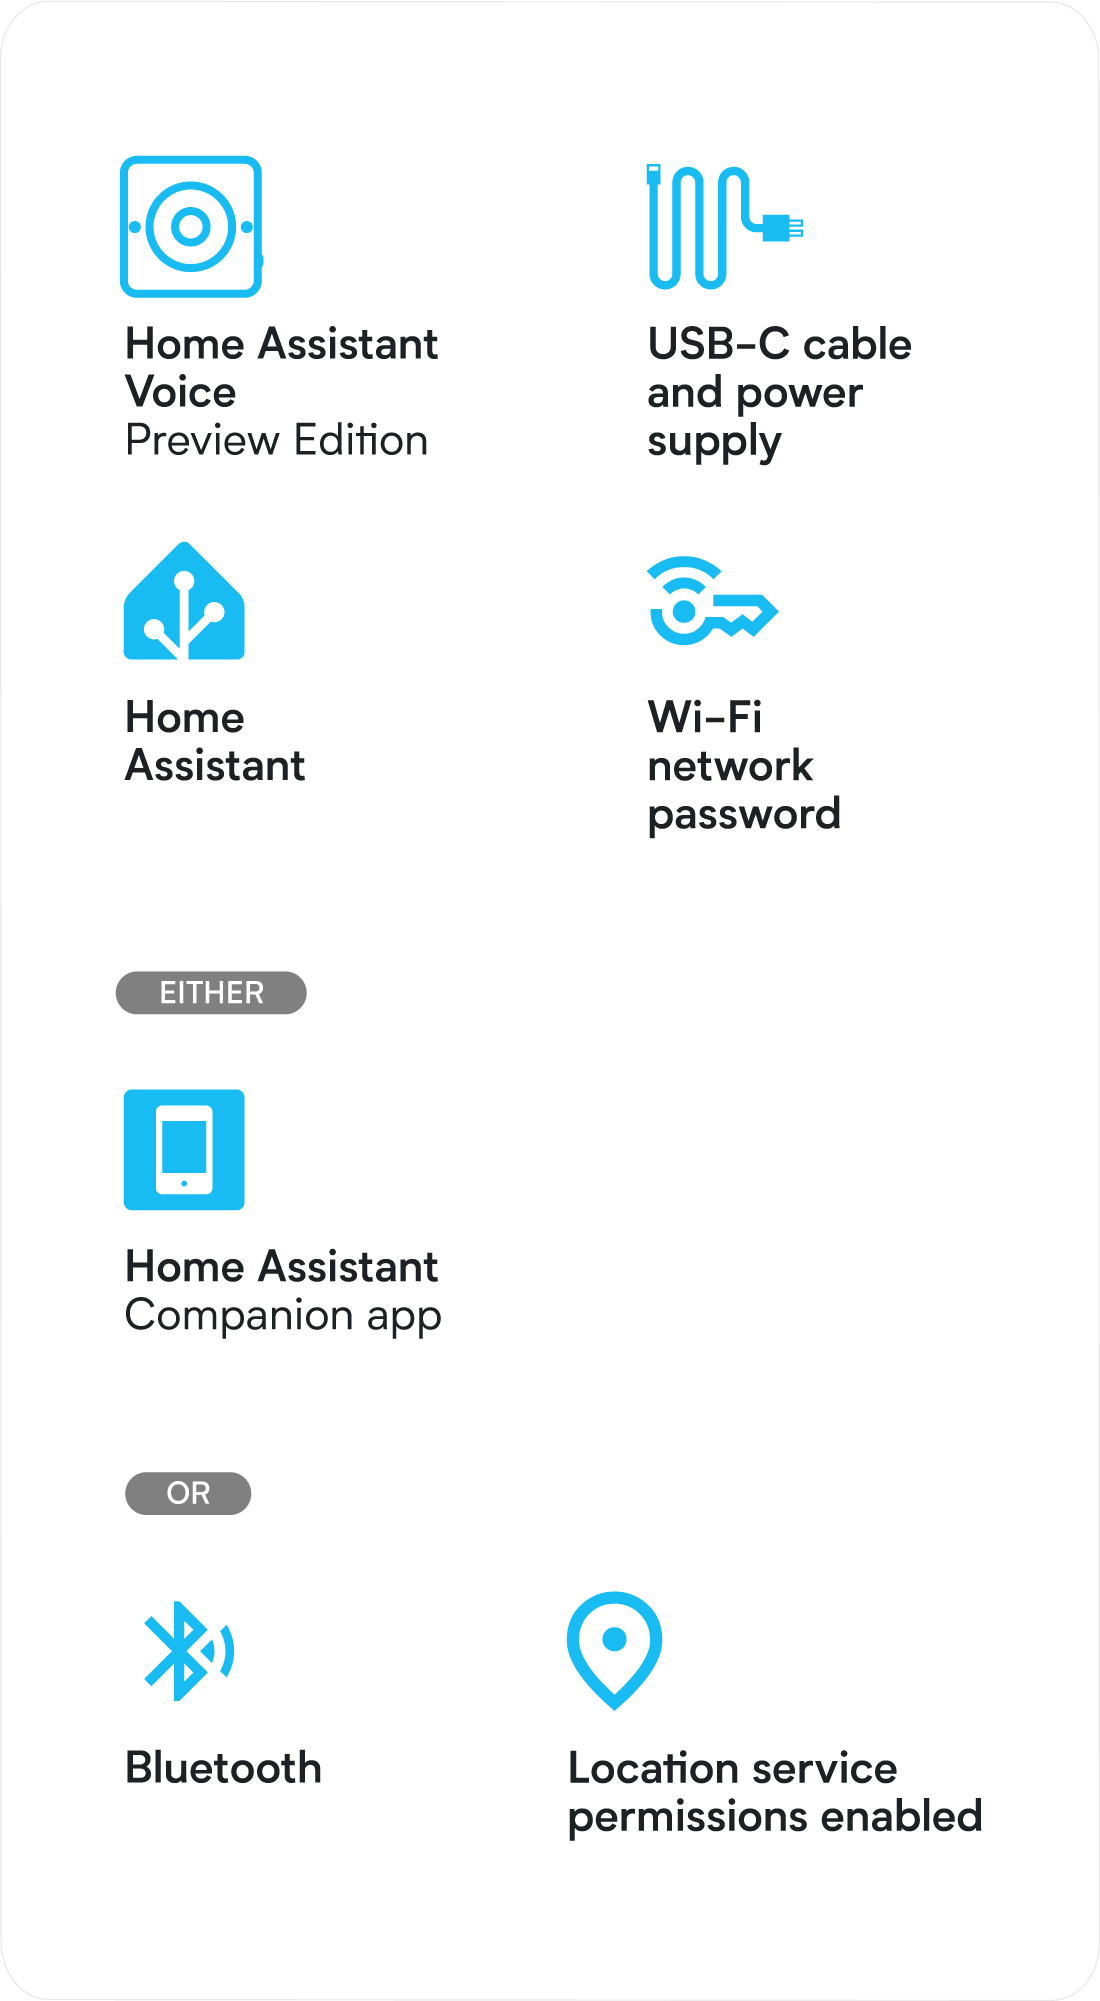 Home Assistant
Voice
Preview Edition
USB-C cable
and power
supply
Home
Assistant
Wi-Fi
network
password
EITHER
Home Assistant
Companion app
OR
Bluetooth
Location service
permissions enabled